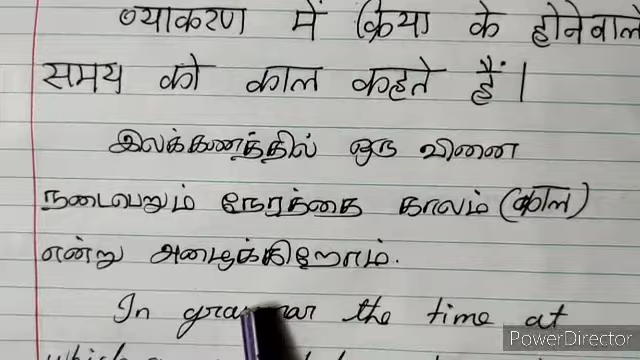 व्याकरण में क्रिया के होनेवाले
समय को काल कहते हैं।
இலக்கணத்தில் ஒரு வினை
நடைபெறும் நேரத்தை காலம் (काल)
என்று அழைக்கிறோம்.
In grammar the time at
PowerDirector